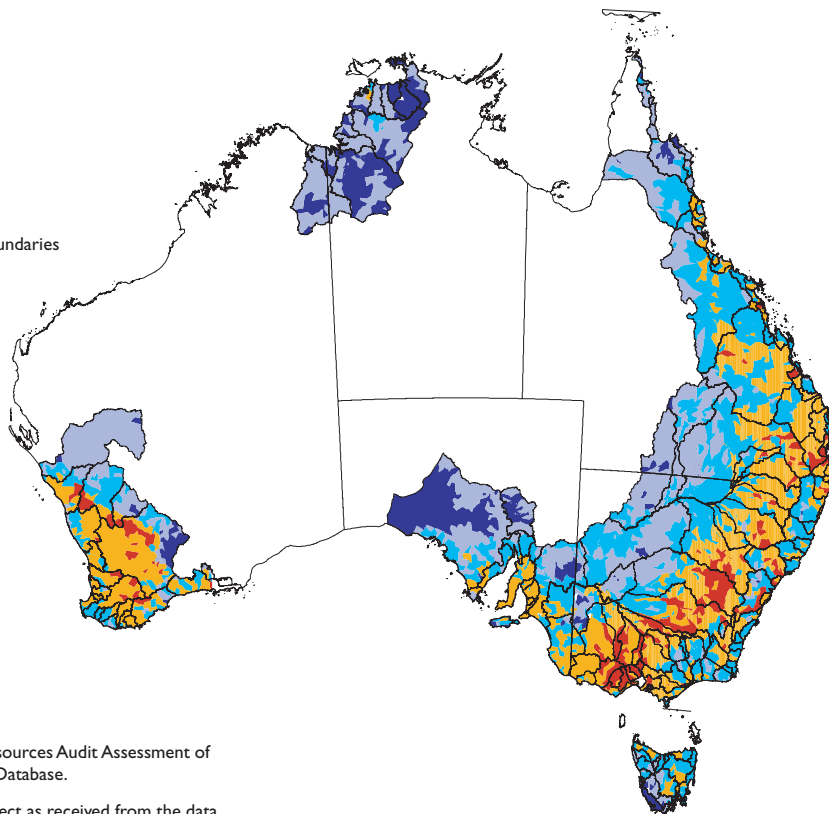 undaries
sources Audit Assessment of
Database.
ect as received from the data